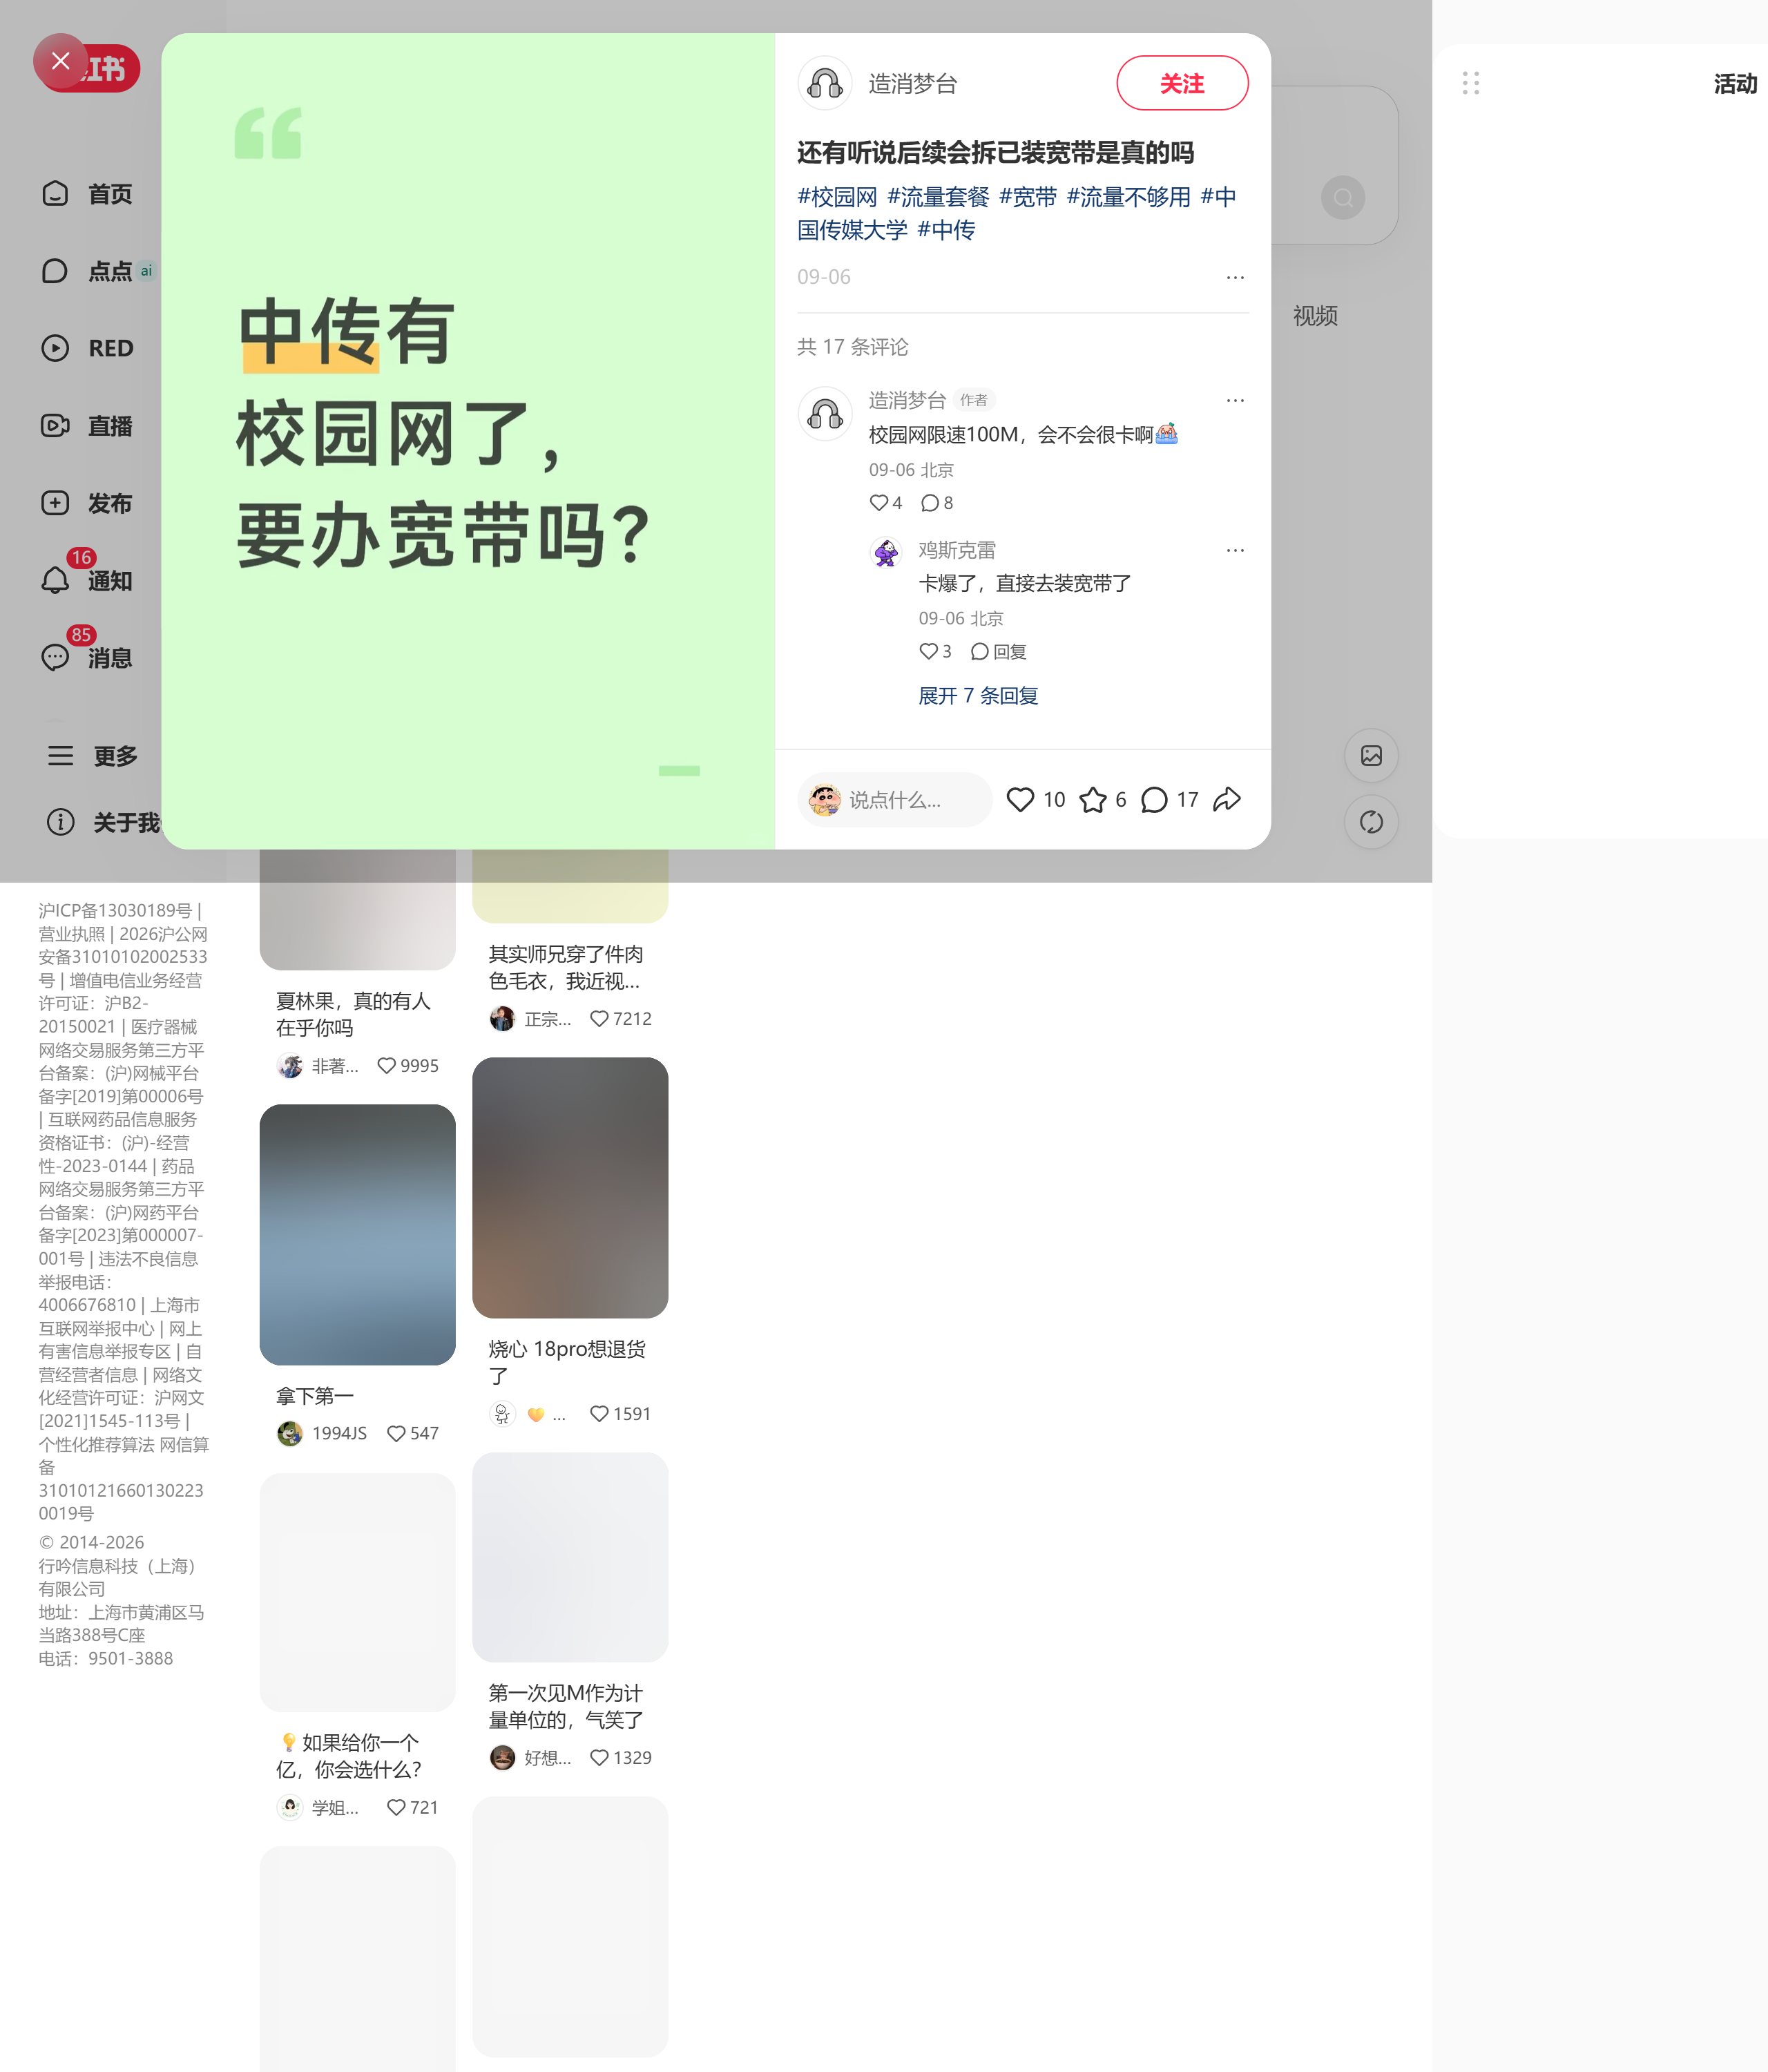 红书
首页
点点 ai
RED
直播
发布
16
通知
85
消息
更多
关于我
中传有
校园网了，
要办宽带吗？
造消梦台
关注
还有听说后续会拆已装宽带是真的吗
#校园网 #流量套餐 #宽带 #流量不够用 #中
国传媒大学 #中传
09-06
共 17 条评论
造消梦台 作者
校园网限速100M，会不会很卡啊
09-06 北京
4 8
鸡斯克雷
卡爆了，直接去装宽带了
09-06 北京
3 回复
展开 7 条回复
说点什么...
10 6 17
视频
活动
沪ICP备13030189号 |
营业执照 | 2026沪公网
安备31010102002533
号 | 增值电信业务经营
许可证：沪B2-
20150021 | 医疗器械
网络交易服务第三方平
台备案：(沪)网械平台
备字[2019]第00006号
| 互联网药品信息服务
资格证书：(沪)-经营
性-2023-0144 | 药品
网络交易服务第三方平
台备案：(沪)网药平台
备字[2023]第000007-
001号 | 违法不良信息
举报电话：
4006676810 | 上海市
互联网举报中心 | 网上
有害信息举报专区 | 自
营经营者信息 | 网络文
化经营许可证：沪网文
[2021]1545-113号 |
个性化推荐算法 网信算
备
31010121660130223
0019号
© 2014-2026
行吟信息科技（上海）
有限公司
地址：上海市黄浦区马
当路388号C座
电话：9501-3888
夏林果，真的有人
在乎你吗
非著... 9995
拿下第一
1994JS 547
如果给你一个
亿，你会选什么？
学姐... 721
其实师兄穿了件肉
色毛衣，我近视...
正宗... 7212
烧心 18pro想退货
了
... 1591
第一次见M作为计
量单位的，气笑了
好想... 1329